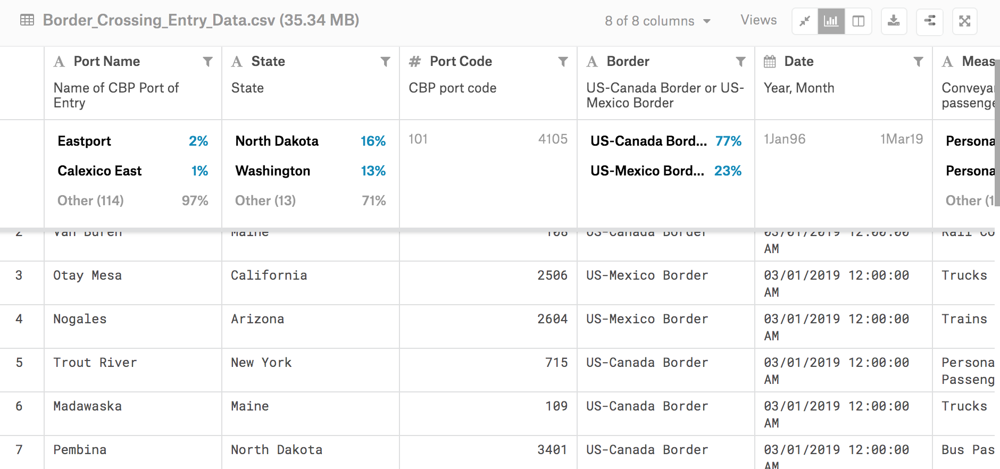 Border_Crossing_Entry_Data.csv (35.34 MB)
8 of 8 columns
Views
Port Name
State
Port Code
Border
Date
Meas
Name of CBP Port of
Entry
State
CBP port code
US-Canada Border or US-
Mexico Border
Year, Month
Conveya
passenge
Eastport 2%
North Dakota 16%
101 4105
US-Canada Bord... 77%
1Jan96 1Mar19
Persona
Calexico East 1%
Washington 13%
US-Mexico Bord... 23%
Persona
Other (114) 97%
Other (13) 71%
Other (1
2 Van Buren Maine 108 US-Canada Border 03/01/2019 12:00:00 Rail Co
AM
3 Otay Mesa California 2506 US-Mexico Border 03/01/2019 12:00:00 Trucks
AM
4 Nogales Arizona 2604 US-Mexico Border 03/01/2019 12:00:00 Trains
AM
5 Trout River New York 715 US-Canada Border 03/01/2019 12:00:00 Persona
AM Passeng
6 Madawaska Maine 109 US-Canada Border 03/01/2019 12:00:00 Trucks
AM
7 Pembina North Dakota 3401 US-Canada Border 03/01/2019 12:00:00 Bus Pas
AM